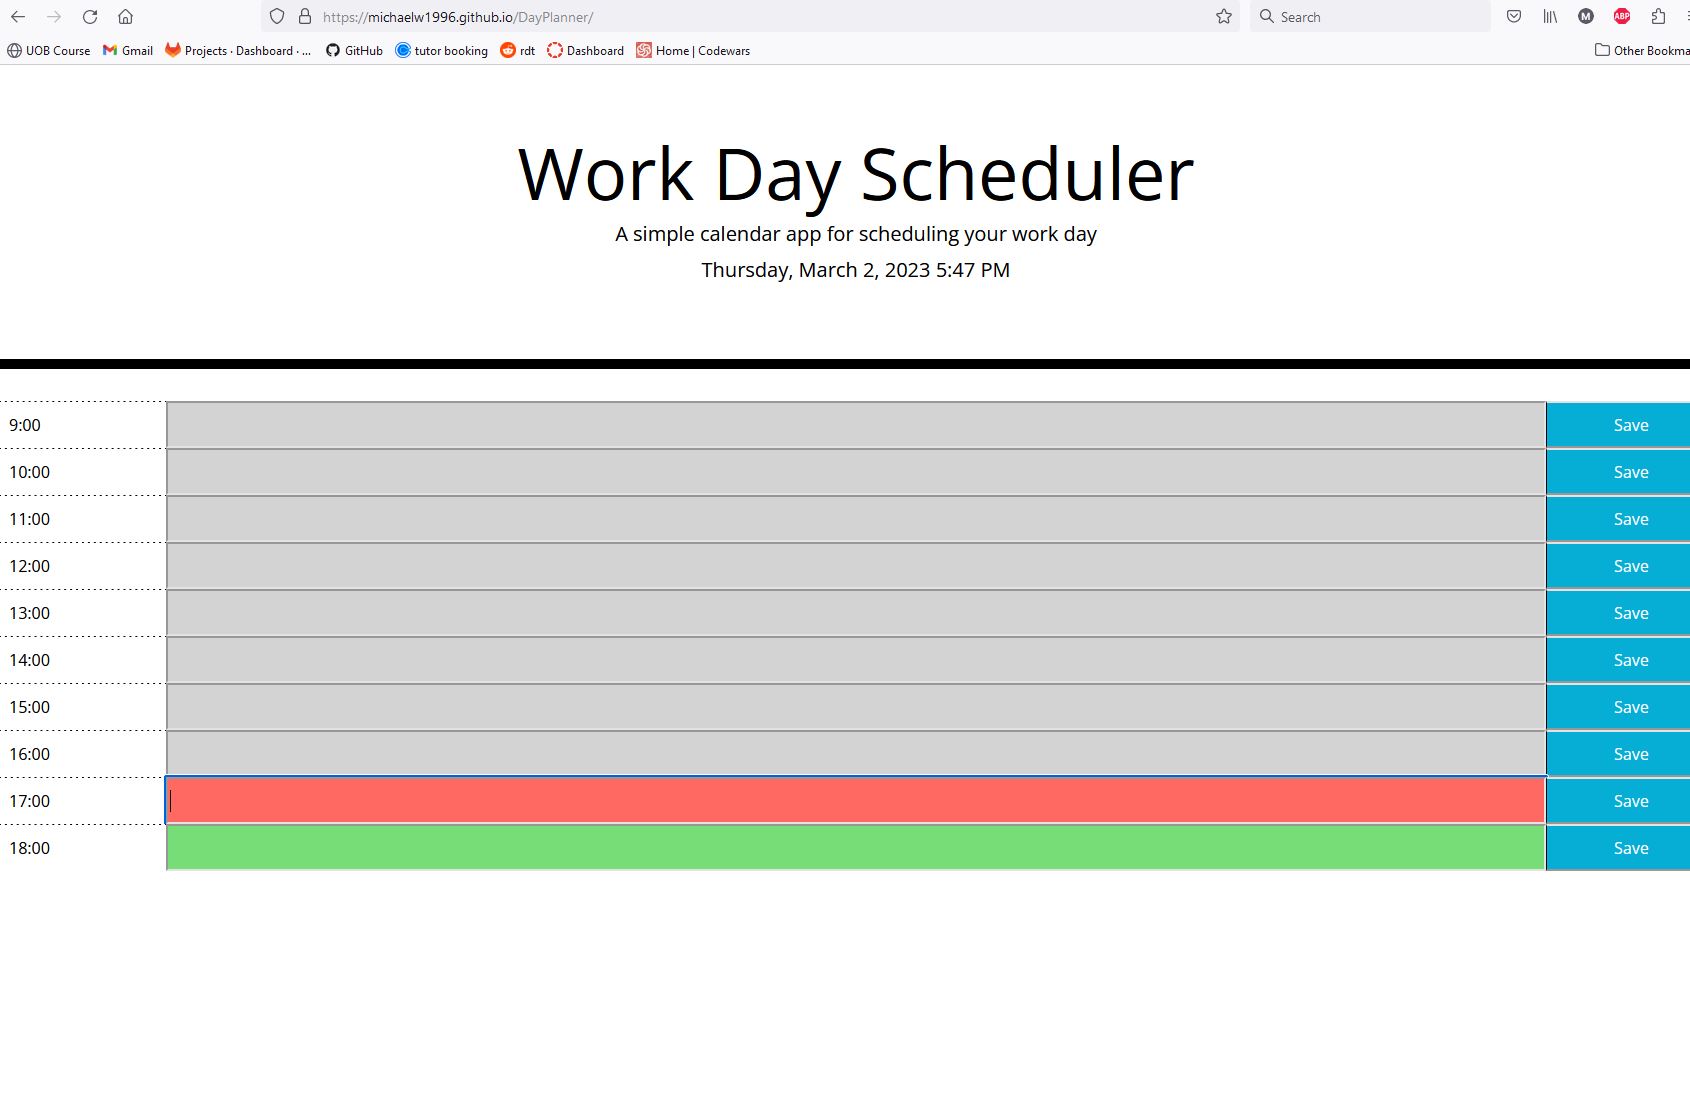 https://michaelw1996.github.io/DayPlanner/ Search M ABP
UOB Course Gmail Projects · Dashboard · ... GitHub tutor booking rdt Dashboard Home | Codewars Other Bookma
Work Day Scheduler
A simple calendar app for scheduling your work day
Thursday, March 2, 2023 5:47 PM
9:00 Save
10:00 Save
11:00 Save
12:00 Save
13:00 Save
14:00 Save
15:00 Save
16:00 Save
17:00 Save
18:00 Save